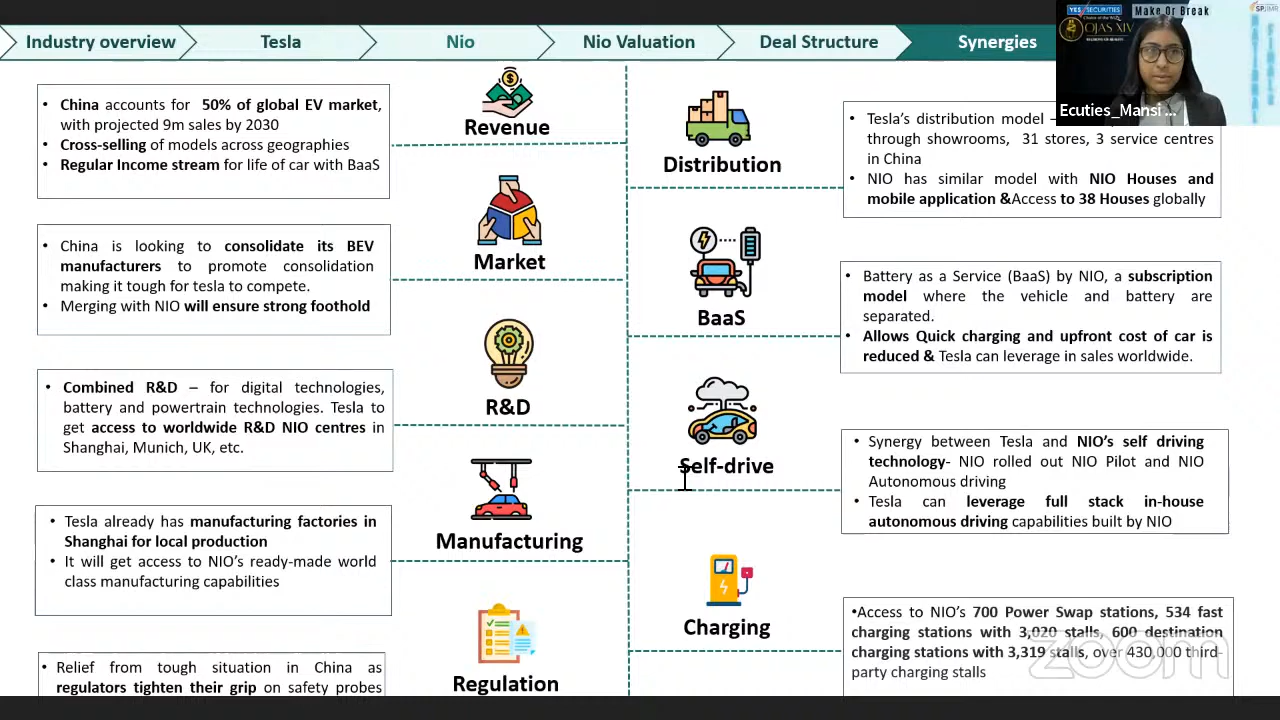 Industry overview
Tesla
Nio
Nio Valuation
Deal Structure
Synergies
YES SECURITIES
Make Or Break
OJAS XIV
SPJIMR
Ecuties_Mansi ...
• China accounts for 50% of global EV market,
with projected 9m sales by 2030
• Cross-selling of models across geographies
• Regular Income stream for life of car with BaaS
Revenue
• China is looking to consolidate its BEV
manufacturers to promote consolidation
making it tough for tesla to compete.
• Merging with NIO will ensure strong foothold
Market
• Combined R&D – for digital technologies,
battery and powertrain technologies. Tesla to
get access to worldwide R&D NIO centres in
Shanghai, Munich, UK, etc.
R&D
• Tesla already has manufacturing factories in
Shanghai for local production
• It will get access to NIO's ready-made world
class manufacturing capabilities
Manufacturing
• Relief from tough situation in China as
regulators tighten their grip on safety probes
Regulation
Distribution
• Tesla's distribution model –
through showrooms, 31 stores, 3 service centres
in China
• NIO has similar model with NIO Houses and
mobile application &Access to 38 Houses globally
BaaS
• Battery as a Service (BaaS) by NIO, a subscription
model where the vehicle and battery are
separated.
• Allows Quick charging and upfront cost of car is
reduced & Tesla can leverage in sales worldwide.
Self-drive
• Synergy between Tesla and NIO's self driving
technology- NIO rolled out NIO Pilot and NIO
Autonomous driving
• Tesla can leverage full stack in-house
autonomous driving capabilities built by NIO
Charging
•Access to NIO's 700 Power Swap stations, 534 fast
charging stations with 3,020 stalls, 600 destination
charging stations with 3,319 stalls, over 430,000 third-
party charging stalls
zoom